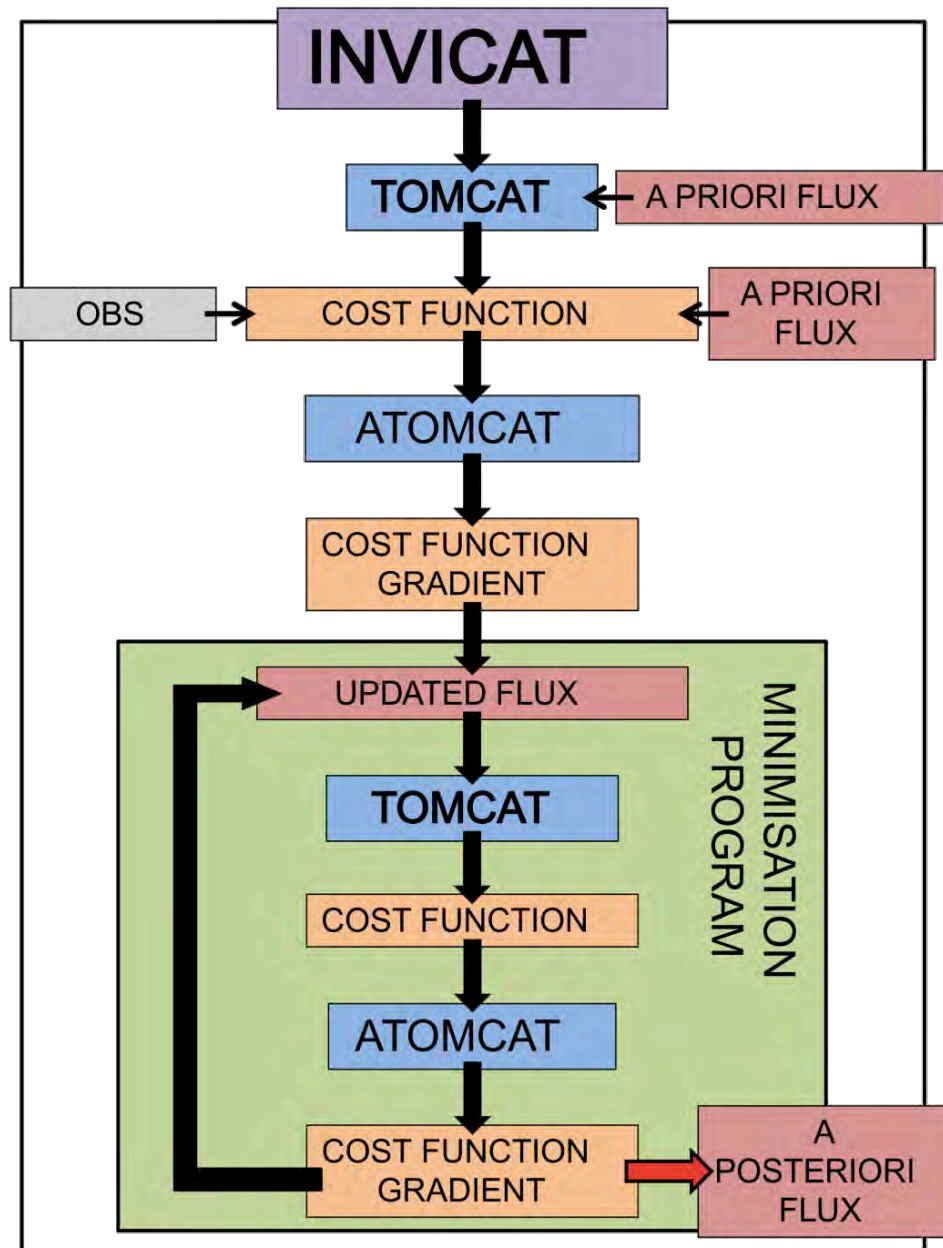 INVICAT
TOMCAT
A PRIORI FLUX
OBS
COST FUNCTION
A PRIORI
FLUX
ATOMCAT
COST FUNCTION
GRADIENT
UPDATED FLUX
MINIMISATION
PROGRAM
TOMCAT
COST FUNCTION
ATOMCAT
COST FUNCTION
GRADIENT
A
POSTERIORI
FLUX